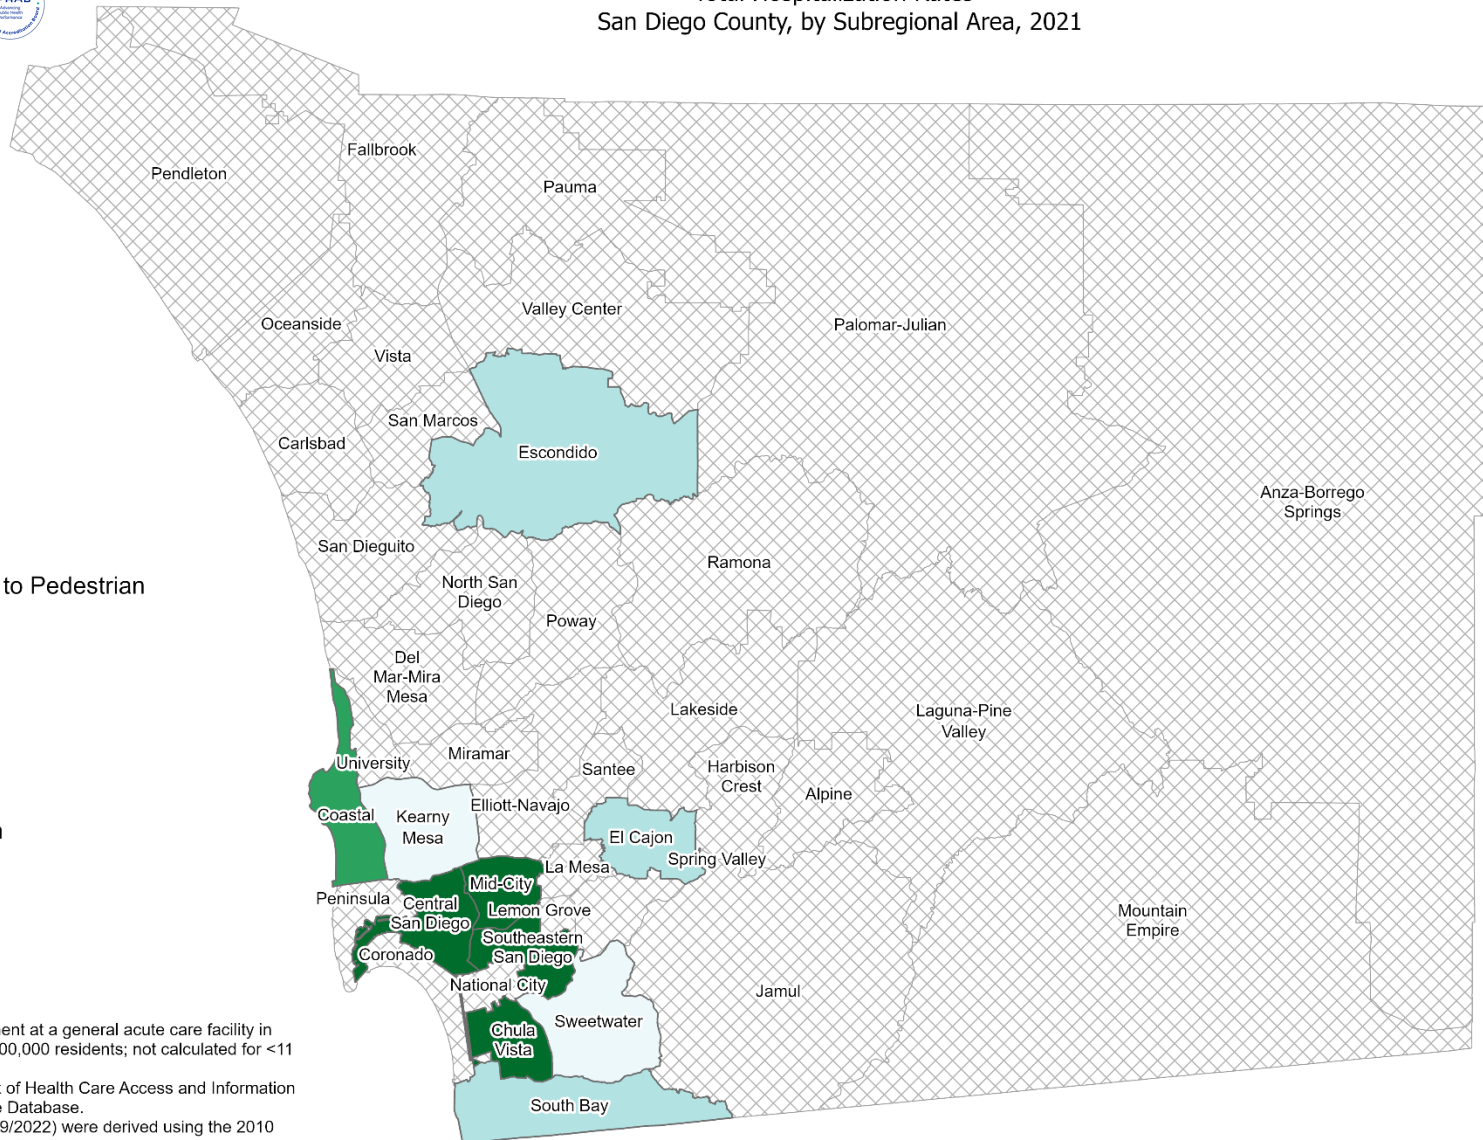 San Diego County, by Subregional Area, 2021
Fallbrook
Pendleton
Pauma
Valley Center
Oceanside
Palomar-Julian
Vista
San Marcos
Carlsbad
Escondido
Anza-Borrego
Springs
San Dieguito
Ramona
to Pedestrian
North San
Diego
Poway
Del
Mar-Mira
Mesa
Lakeside
Laguna-Pine
Valley
Miramar
University
Santee
Harbison
Crest
Alpine
Elliott-Navajo
Coastal
Kearny
Mesa
El Cajon
Spring Valley
La Mesa
Mid-City
Peninsula
Central
San Diego
Lemon Grove
Mountain
Empire
Southeastern
San Diego
Coronado
National City
Jamul
Sweetwater
Chula
Vista
South Bay
ent at a general acute care facility in
00,000 residents; not calculated for <11
of Health Care Access and Information
Database.
9/2022) were derived using the 2010